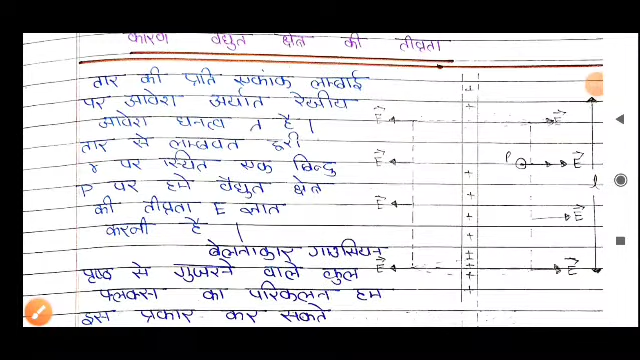 कारण वैधुत क्षेत्र की तीव्रता
तार की प्रति एकांक लम्बाई
पर आवेश अर्थात रेखीय
आवेश घनत्व λ है |
तार से लम्बवत दूरी
r पर स्थित एक बिन्दु
P पर हमे वैधुत क्षेत्र
की तीव्रता E ज्ञात
करनी है |
बेलनाकार गाउसियन
पृष्ठ से गुजरने वाले कुल
फ्लक्स का परिकलन हम
इस प्रकार कर सकते
E E
E P E
l
E E
E E